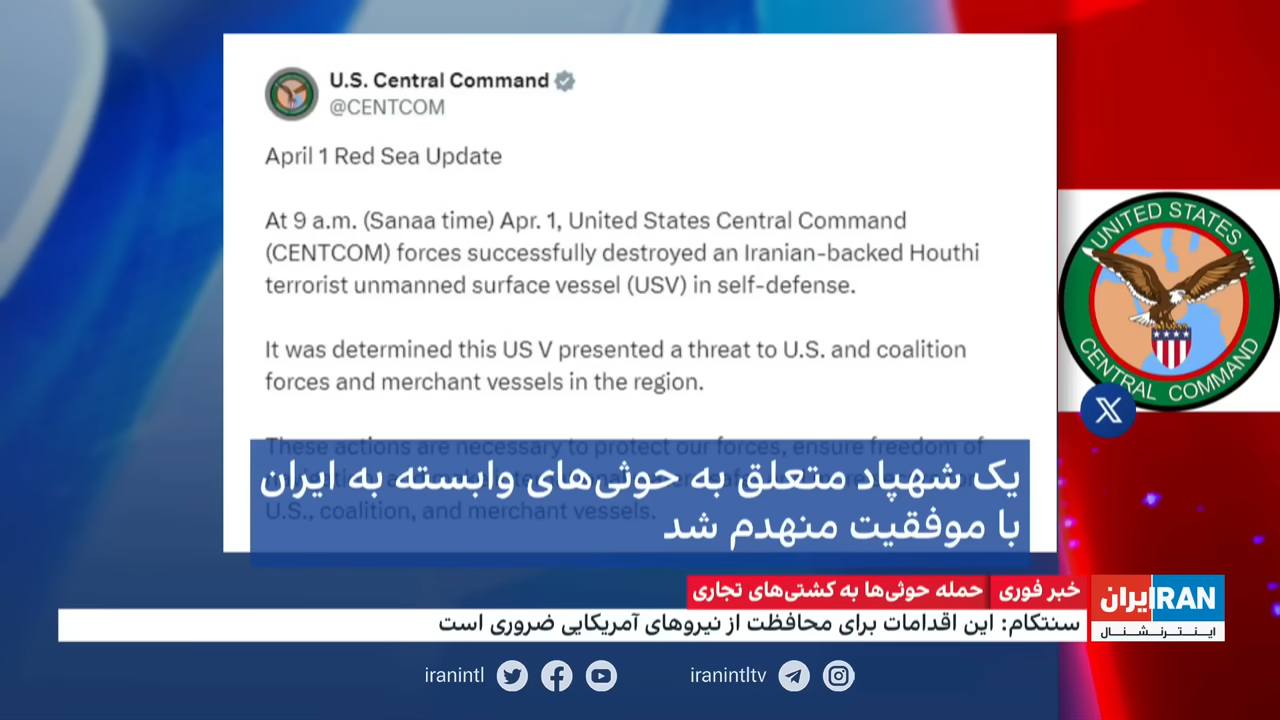 U.S. Central Command
@CENTCOM
April 1 Red Sea Update
At 9 a.m. (Sanaa time) Apr. 1, United States Central Command
(CENTCOM) forces successfully destroyed an Iranian-backed Houthi
terrorist unmanned surface vessel (USV) in self-defense.
It was determined this US V presented a threat to U.S. and coalition
forces and merchant vessels in the region.
These actions are necessary to protect our forces, ensure freedom of
U.S., coalition, and merchant vessels.
یک شهپاد متعلق به حوثی‌های وابسته به ایران
با موفقیت منهدم شد
UNITED STATES
CENTRAL COMMAND
خبر فوری
حمله حوثی‌ها به کشتی‌های تجاری
سنتکام: این اقدامات برای محافظت از نیروهای آمریکایی ضروری است
ایران IRAN
اینترنشنال
iranintl
iranintltv